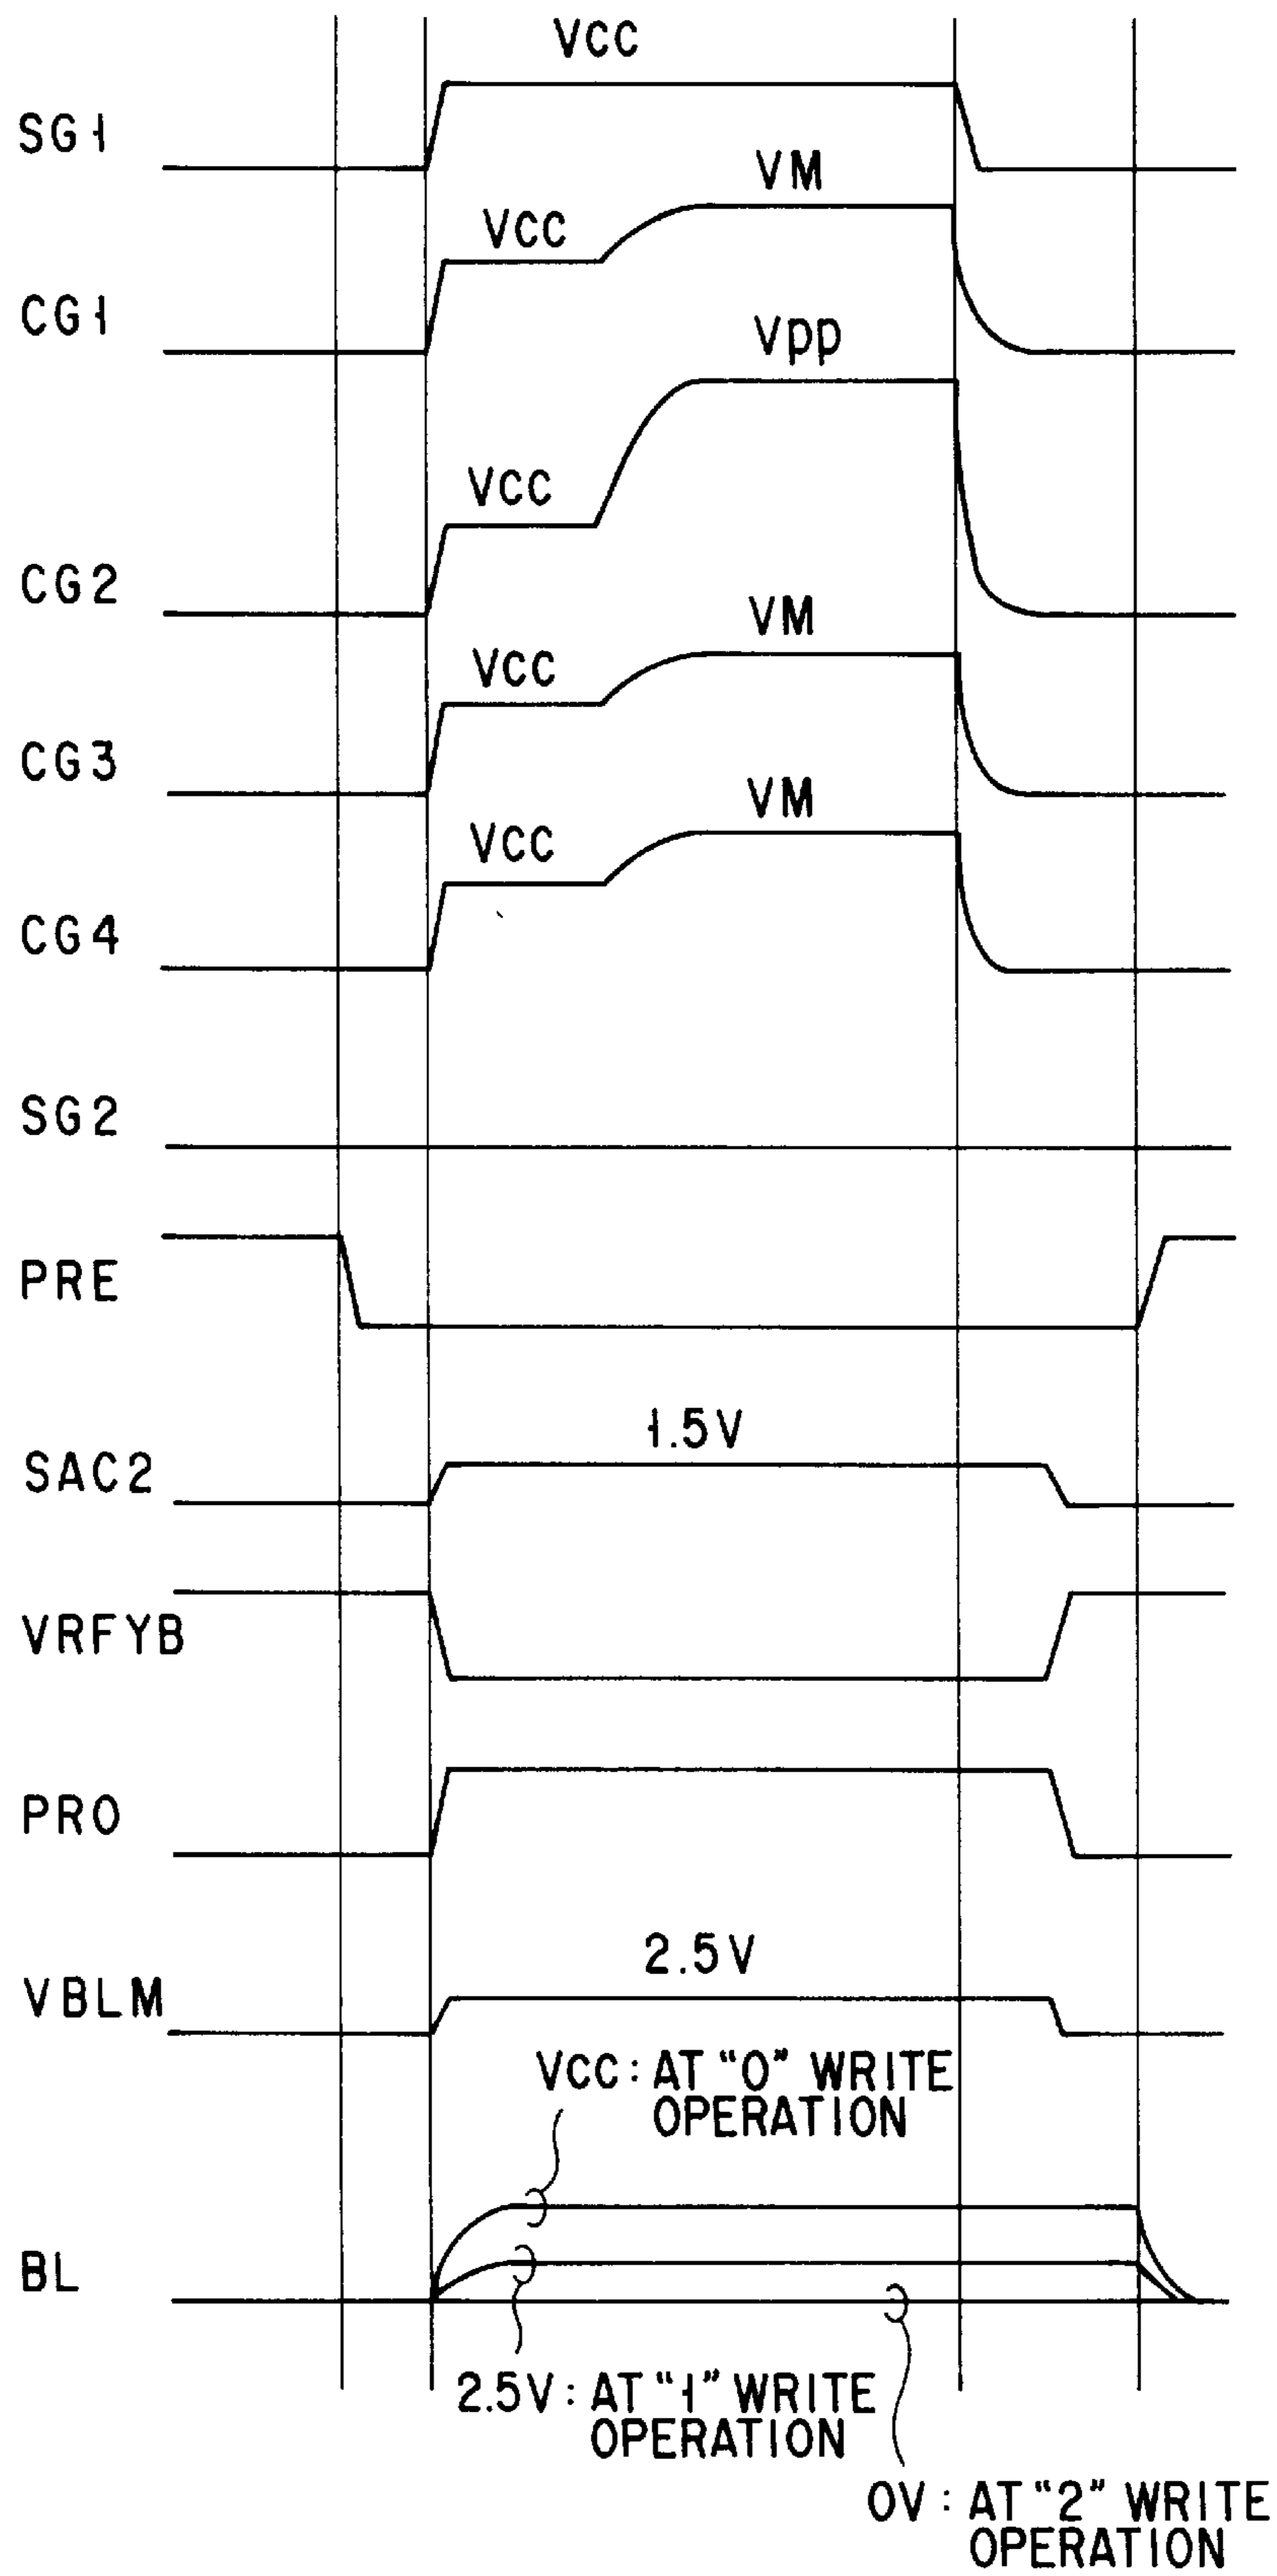 VCC
SG1
VM
VCC
CG1
Vpp
VCC
CG2
VM
VCC
CG3
VM
VCC
CG4
SG2
PRE
1.5V
SAC2
VRFYB
PRO
2.5V
VBLM
VCC : AT "0" WRITE
OPERATION
BL
2.5V : AT "1" WRITE
OPERATION
0V : AT "2" WRITE
OPERATION